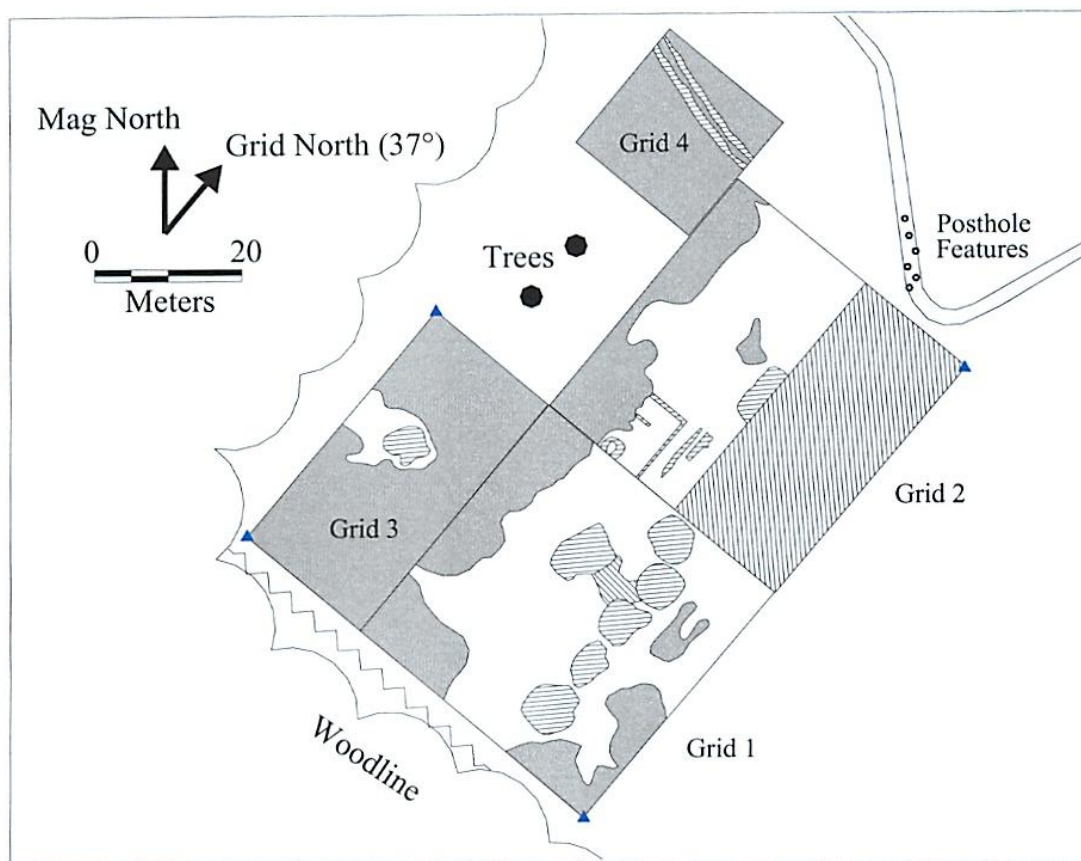 Mag North
Grid North (37°)
0 20
Meters
Grid 4
Trees
Posthole
Features
Grid 2
Grid 3
Grid 1
Woodline